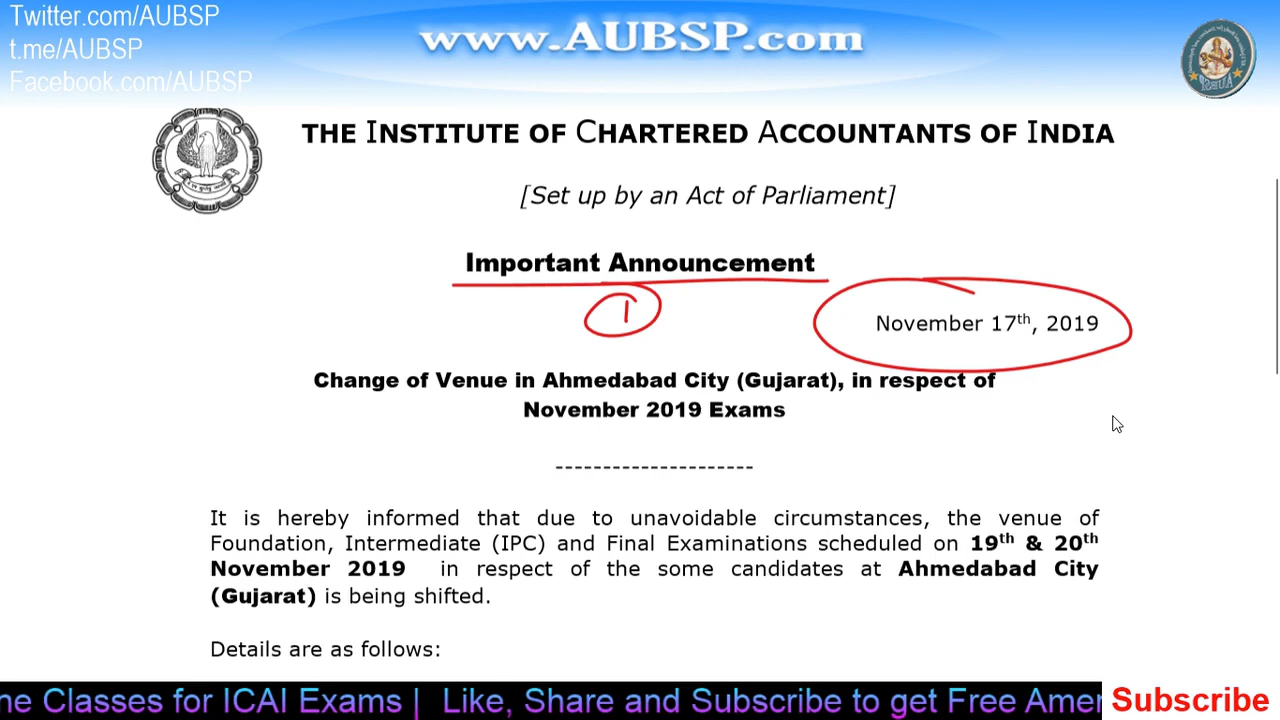 Twitter.com/AUBSP
t.me/AUBSP
Facebook.com/AUBSP
www.AUBSP.com
THE INSTITUTE OF CHARTERED ACCOUNTANTS OF INDIA
[Set up by an Act of Parliament]
Important Announcement
1
November 17th, 2019
Change of Venue in Ahmedabad City (Gujarat), in respect of
November 2019 Exams
----------------------
It is hereby informed that due to unavoidable circumstances, the venue of
Foundation, Intermediate (IPC) and Final Examinations scheduled on 19th & 20th
November 2019 in respect of the some candidates at Ahmedabad City
(Gujarat) is being shifted.
Details are as follows:
ne Classes for ICAI Exams | Like, Share and Subscribe to get Free Amer
Subscribe